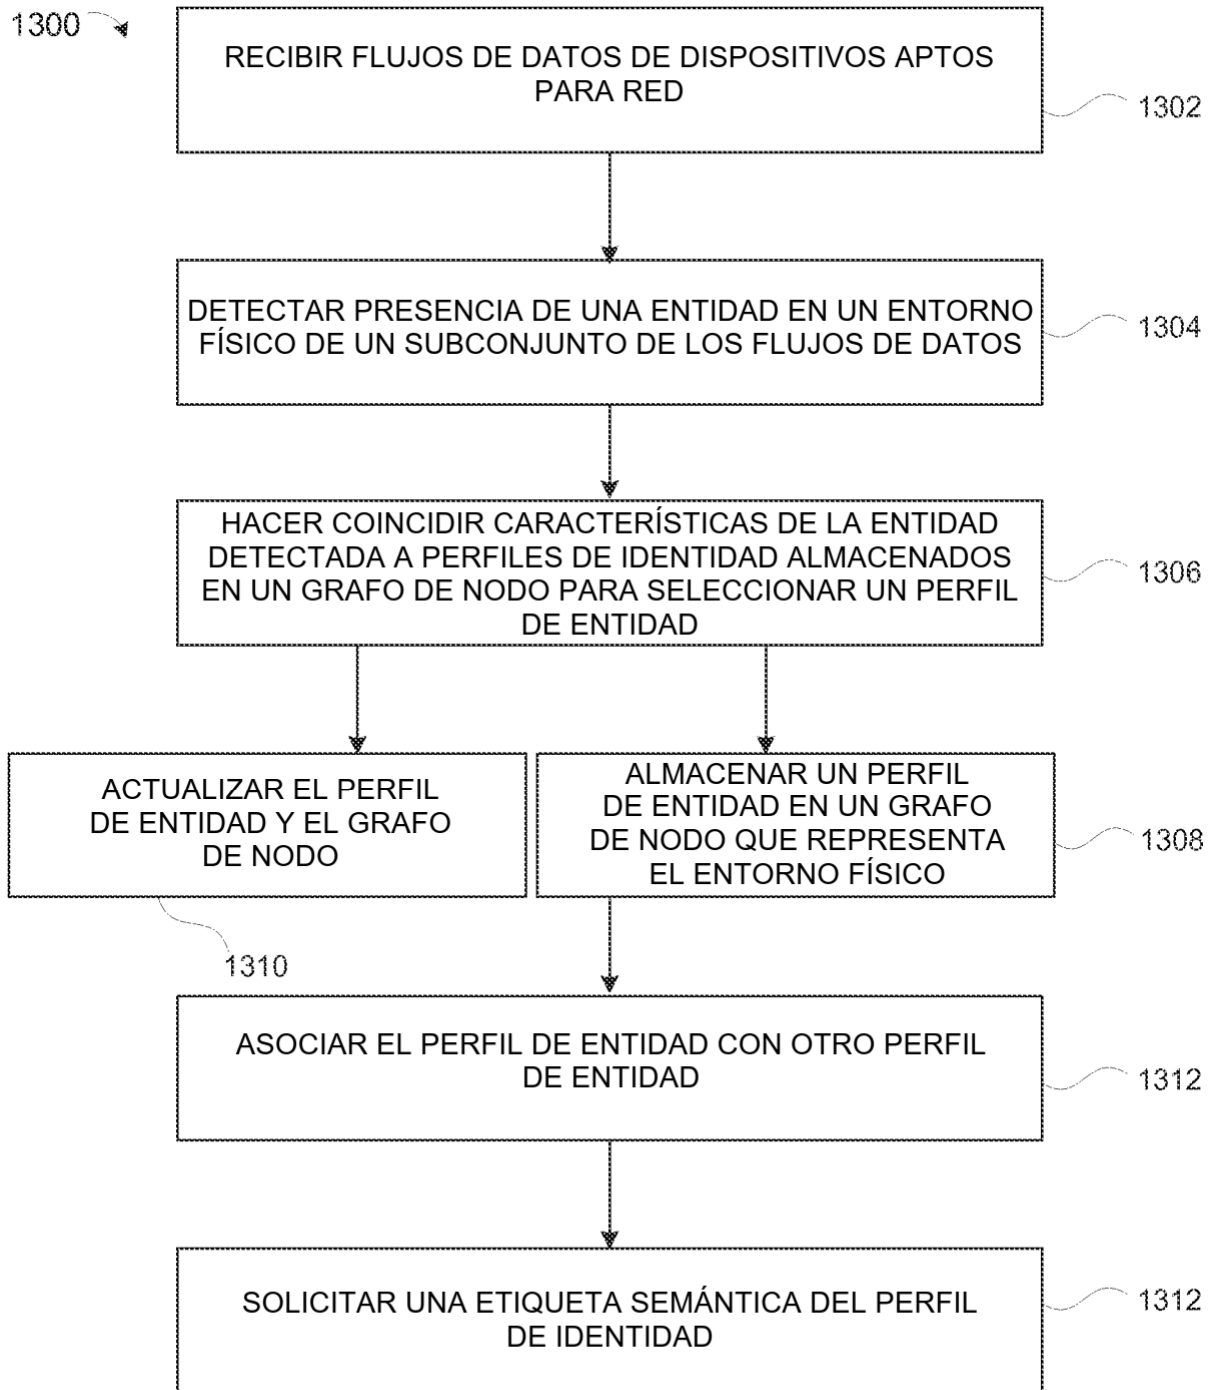 1300
RECIBIR FLUJOS DE DATOS DE DISPOSITIVOS APTOS
PARA RED
1302
DETECTAR PRESENCIA DE UNA ENTIDAD EN UN ENTORNO
FÍSICO DE UN SUBCONJUNTO DE LOS FLUJOS DE DATOS
1304
HACER COINCIDIR CARACTERÍSTICAS DE LA ENTIDAD
DETECTADA A PERFILES DE IDENTIDAD ALMACENADOS
EN UN GRAFO DE NODO PARA SELECCIONAR UN PERFIL
DE ENTIDAD
1306
ACTUALIZAR EL PERFIL
DE ENTIDAD Y EL GRAFO
DE NODO
1310
ALMACENAR UN PERFIL
DE ENTIDAD EN UN GRAFO
DE NODO QUE REPRESENTA
EL ENTORNO FÍSICO
1308
ASOCIAR EL PERFIL DE ENTIDAD CON OTRO PERFIL
DE ENTIDAD
1312
SOLICITAR UNA ETIQUETA SEMÁNTICA DEL PERFIL
DE IDENTIDAD
1312